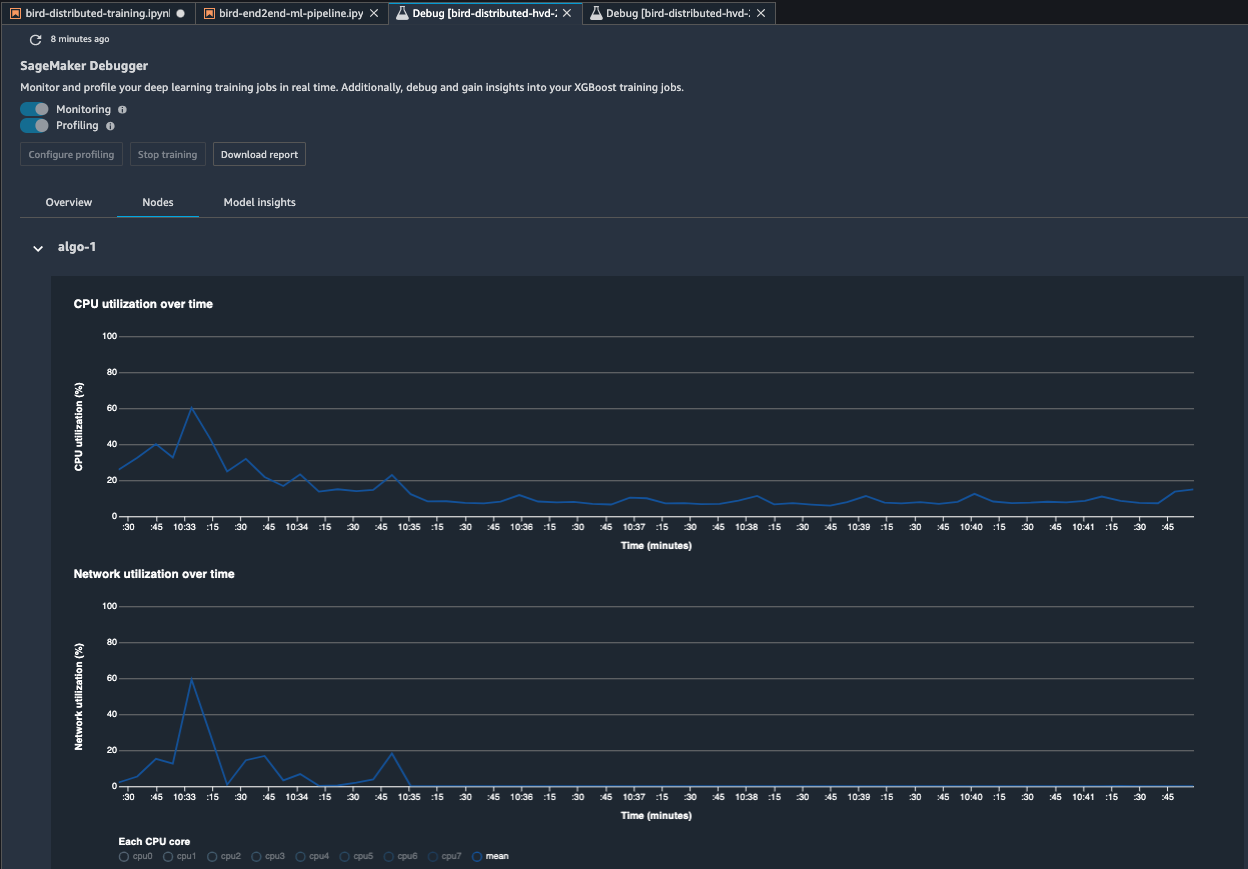 bird-distributed-training.ipynl
bird-end2end-ml-pipeline.ipy
Debug [bird-distributed-hvd-2
Debug [bird-distributed-hvd-:
8 minutes ago
SageMaker Debugger
Monitor and profile your deep learning training jobs in real time. Additionally, debug and gain insights into your XGBoost training jobs.
Monitoring
Profiling
Configure profiling Stop training Download report
Overview Nodes Model insights
algo-1
CPU utilization over time
100
80
60
40
20
0
CPU utilization (%)
:30 :45 10:33 :15 :30 :45 10:34 :15 :30 :45 10:35 :15 :30 :45 10:36 :15 :30 :45 10:37 :15 :30 :45 10:38 :15 :30 :45 10:39 :15 :30 :45 10:40 :15 :30 :45 10:41 :15 :30 :45
Time (minutes)
Network utilization over time
100
80
60
40
20
0
Network utilization (%)
:30 :45 10:33 :15 :30 :45 10:34 :15 :30 :45 10:35 :15 :30 :45 10:36 :15 :30 :45 10:37 :15 :30 :45 10:38 :15 :30 :45 10:39 :15 :30 :45 10:40 :15 :30 :45 10:41 :15 :30 :45
Time (minutes)
Each CPU core
cpu0 cpu1 cpu2 cpu3 cpu4 cpu5 cpu6 cpu7 mean